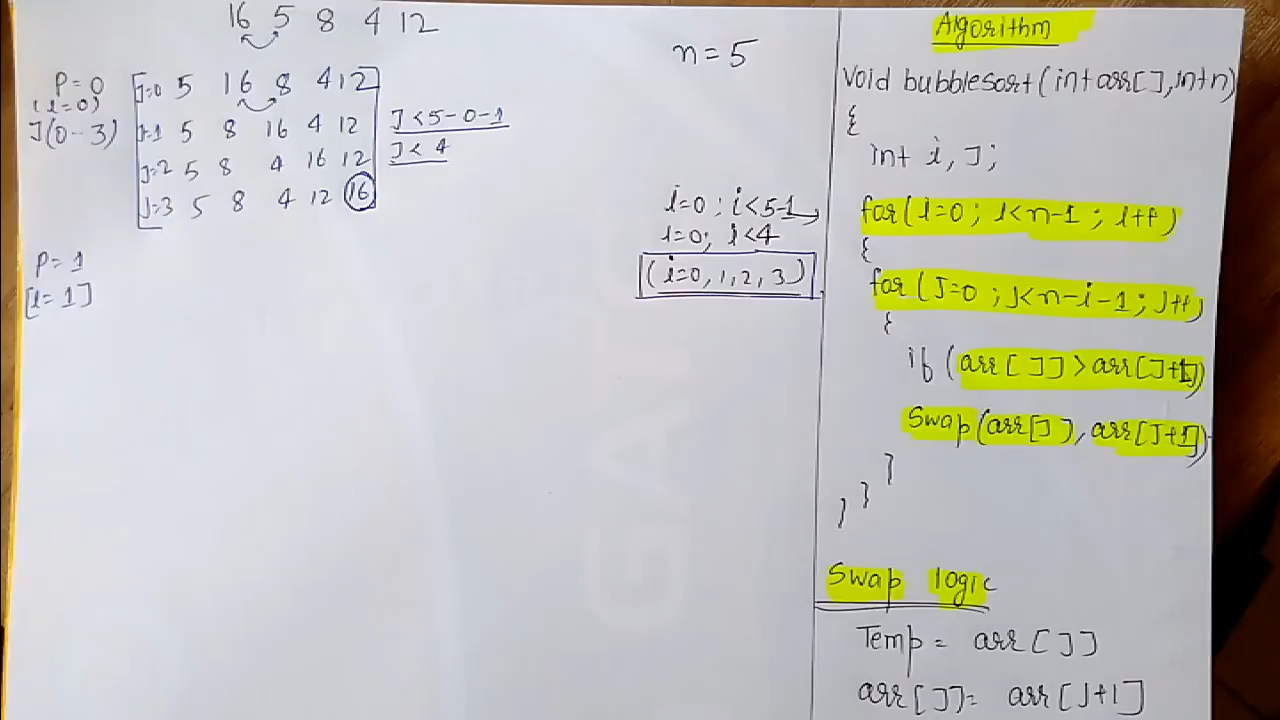 16 5 8 4 12
P=0
(i=0)
J(0--3)
J=0 5 16 8 4 12
J=1 5 8 16 4 12
J=2 5 8 4 16 12
J=3 5 8 4 12 16
J<5-0-1
J<4
P=1
[i=1]
n=5
i=0; i<5-1
i=0; i<4
(i=0,1,2,3)
Algorithm
Void bubblesort(int arr[], int n)
{
int i, J;
for(i=0; i<n-1; i++)
{
for(J=0; J<n-i-1; J++)
{
if (arr[J]>arr[J+1])
Swap(arr[J], arr[J+1])
}
}
}
Swap logic
Temp = arr[J]
arr[J]= arr[J+1]